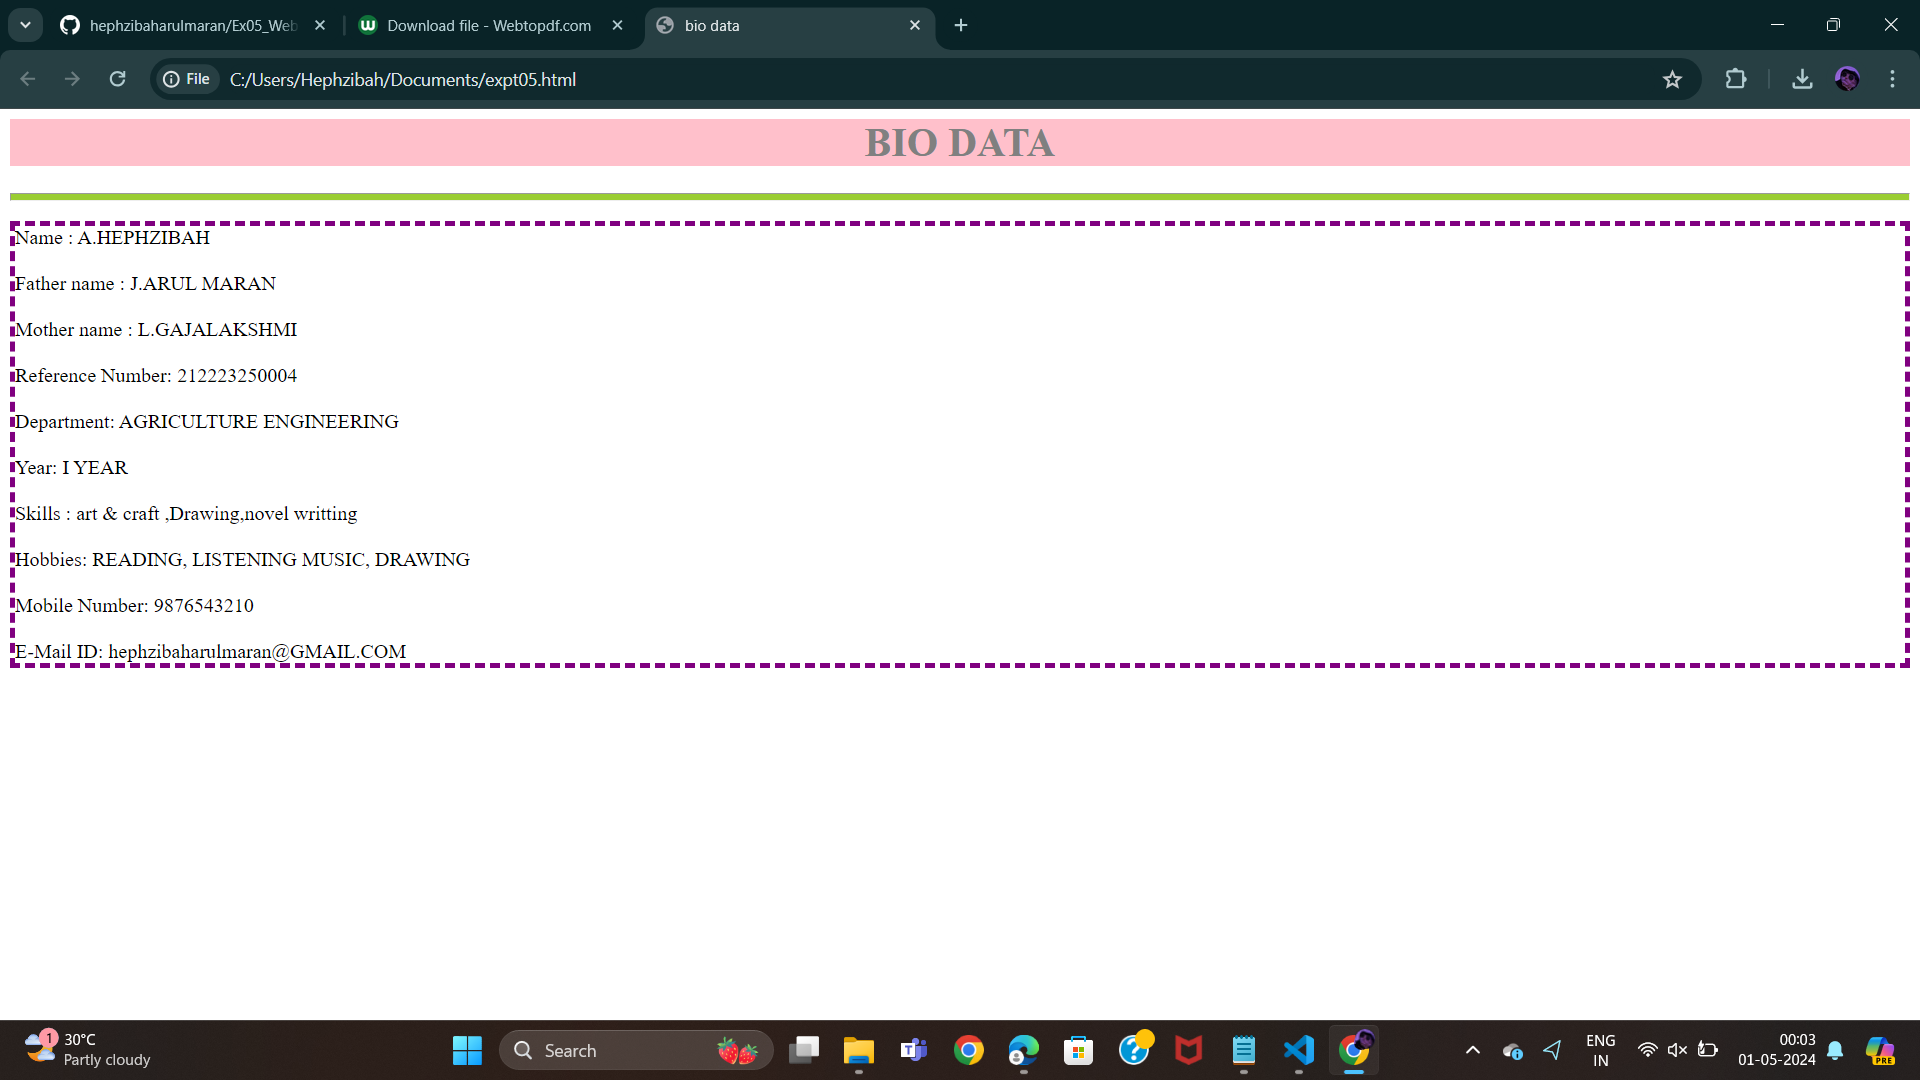 hephzibaharulmaran/Ex05_Web
Download file - Webtopdf.com
bio data
File
C:/Users/Hephzibah/Documents/expt05.html
BIO DATA
Name : A.HEPHZIBAH
Father name : J.ARUL MARAN
Mother name : L.GAJALAKSHMI
Reference Number: 212223250004
Department: AGRICULTURE ENGINEERING
Year: I YEAR
Skills : art & craft ,Drawing,novel writting
Hobbies: READING, LISTENING MUSIC, DRAWING
Mobile Number: 9876543210
E-Mail ID: hephzibaharulmaran@GMAIL.COM
1
30°C
Partly cloudy
Search
ENG
IN
00:03
01-05-2024
PRE